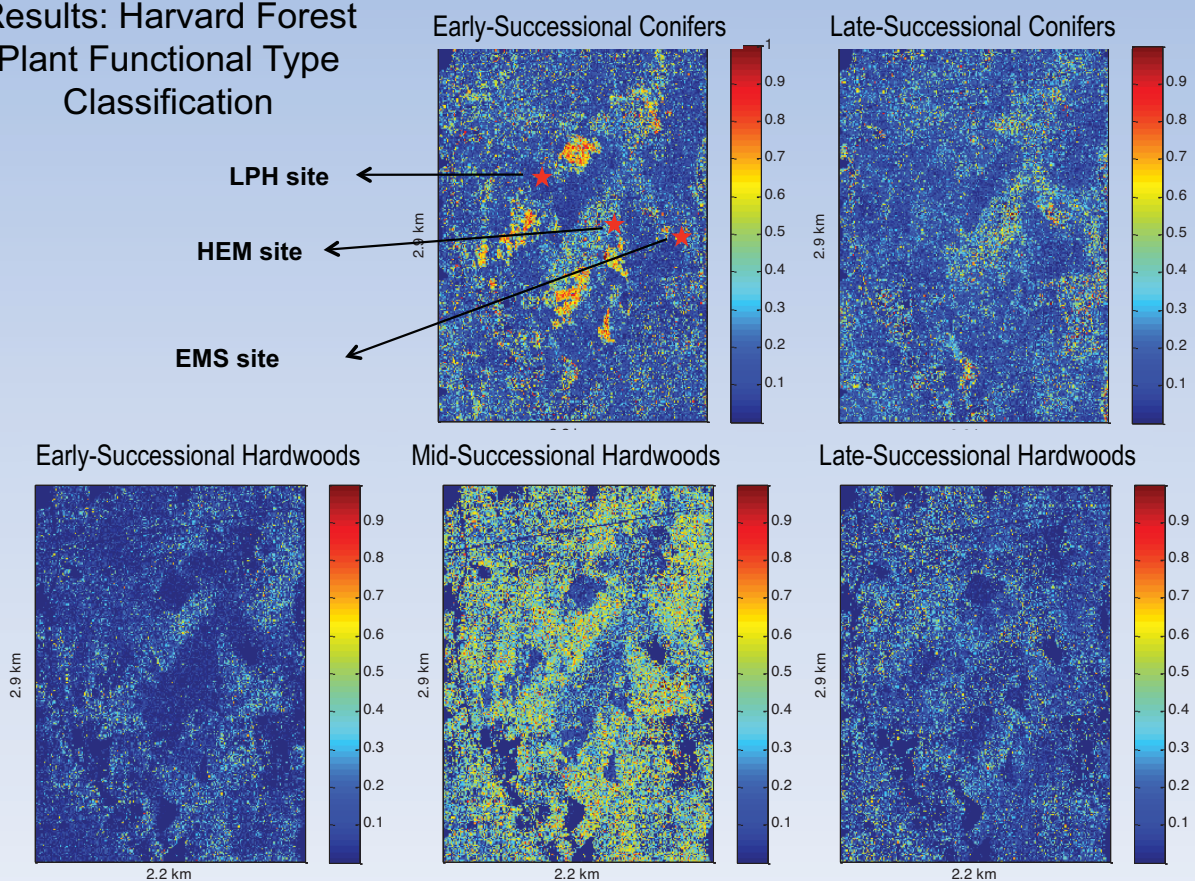 Results: Harvard Forest
Plant Functional Type
Classification
Early-Successional Conifers
Late-Successional Conifers
LPH site
HEM site
EMS site
2.9 km
1
0.9
0.8
0.7
0.6
0.5
0.4
0.3
0.2
0.1
2.9 km
0.9
0.8
0.7
0.6
0.5
0.4
0.3
0.2
0.1
Early-Successional Hardwoods
Mid-Successional Hardwoods
Late-Successional Hardwoods
2.9 km
0.9
0.8
0.7
0.6
0.5
0.4
0.3
0.2
0.1
2.2 km
0.9
0.8
0.7
0.6
0.5
0.4
0.3
0.2
0.1
2.2 km
2.9 km
0.9
0.8
0.7
0.6
0.5
0.4
0.3
0.2
0.1
2.2 km